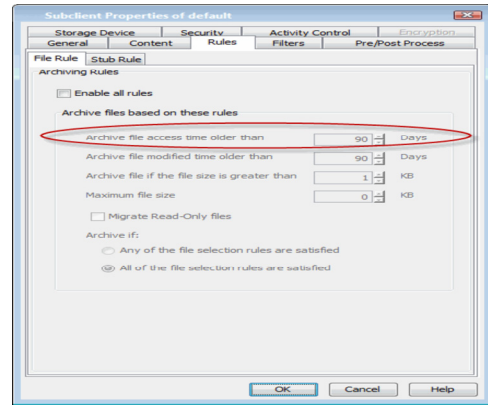 Subclient Properties of default
Storage Device Security Activity Control Encryption
General Content Rules Filters Pre/Post Process
File Rule Stub Rule
Archiving Rules
Enable all rules
Archive files based on these rules
Archive file access time older than 90 Days
Archive file modified time older than 90 Days
Archive file if the file size is greater than 1 KB
Maximum file size 0 KB
Migrate Read-Only files
Archive if:
Any of the file selection rules are satisfied
All of the file selection rules are satisfied
OK Cancel Help